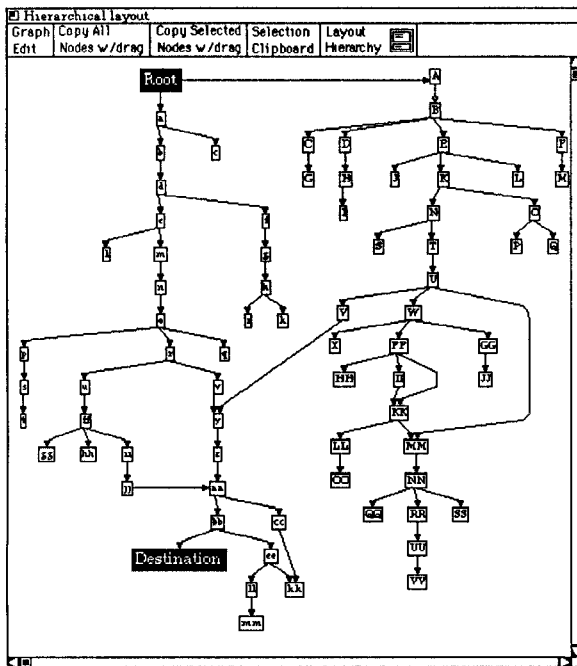 Hierarchical layout
Graph Copy All Copy Selected Selection Layout
Edit Nodes w/drag Nodes w/drag Clipboard Hierarchy
Root A
B
a
C D F
b c
G H J K L M
d
N O
P Q
T
m
U
n
V W
X FF GG
p
HH II JJ
s u v
KK
y
LL MM
gg hh
z
OO NN
jj aa
QQ RR SS
bb cc
UU
Destination ee
VV
ll kk
mm